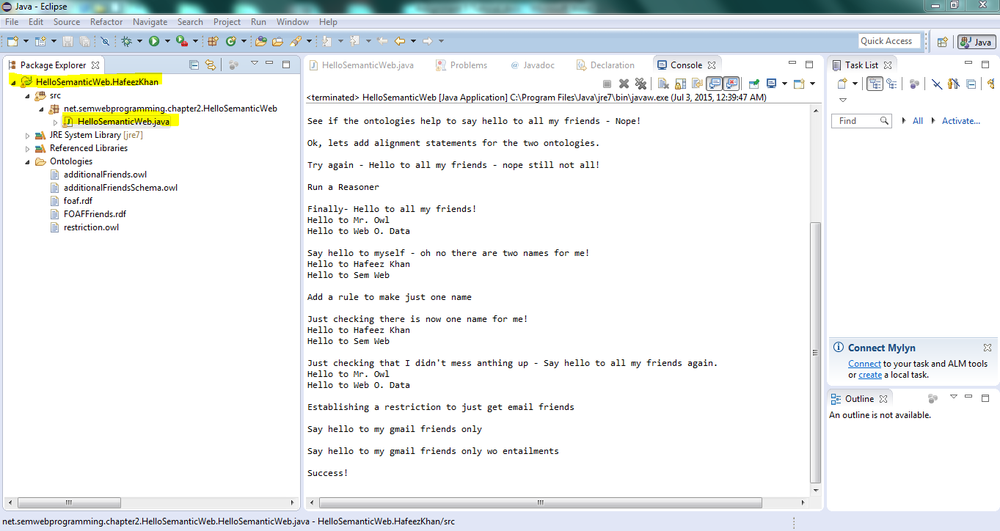 Java - Eclipse
File Edit Source Refactor Navigate Search Project Run Window Help
Quick Access
Java
Package Explorer
HelloSemanticWeb.HafeezKhan
src
net.semwebprogramming.chapter2.HelloSemanticWeb
HelloSemanticWeb.java
JRE System Library [jre7]
Referenced Libraries
Ontologies
additionalFriends.owl
additionalFriendsSchema.owl
foaf.rdf
FOAFFriends.rdf
restriction.owl
HelloSemanticWeb.java Problems @ Javadoc Declaration Console
<terminated> HelloSemanticWeb [Java Application] C:\Program Files\Java\jre7\bin\javaw.exe (Jul 3, 2015, 12:39:47 AM)
See if the ontologies help to say hello to all my friends - Nope!
Ok, lets add alignment statements for the two ontologies.
Try again - Hello to all my friends - nope still not all!
Run a Reasoner
Finally- Hello to all my friends!
Hello to Mr. Owl
Hello to Web O. Data
Say hello to myself - oh no there are two names for me!
Hello to Hafeez Khan
Hello to Sem Web
Add a rule to make just one name
Just checking there is now one name for me!
Hello to Hafeez Khan
Hello to Sem Web
Just checking that I didn't mess anthing up - Say hello to all my friends again.
Hello to Mr. Owl
Hello to Web O. Data
Establishing a restriction to just get email friends
Say hello to my gmail friends only
Say hello to my gmail friends only wo entailments
Success!
Task List
Find All Activate...
Connect Mylyn
Connect to your task and ALM tools
or create a local task.
Outline
An outline is not available.
net.semwebprogramming.chapter2.HelloSemanticWeb.HelloSemanticWeb.java - HelloSemanticWeb.HafeezKhan/src